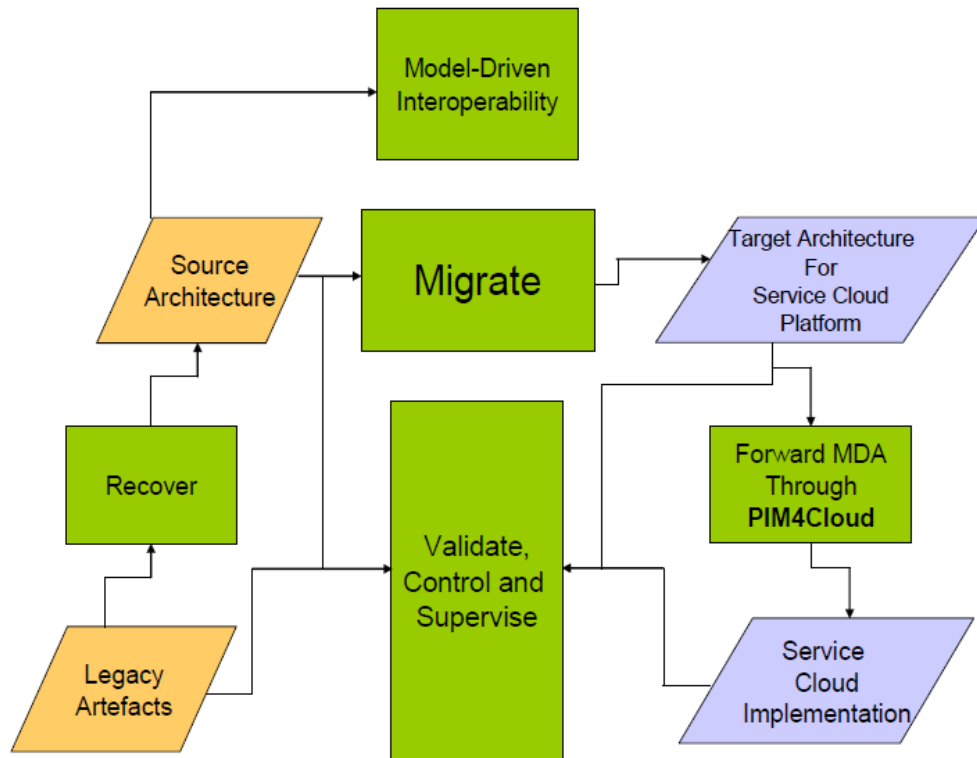 Model-Driven
Interoperability
Source
Architecture
Migrate
Target Architecture
For
Service Cloud
Platform
Recover
Validate,
Control and
Supervise
Forward MDA
Through
PIM4Cloud
Legacy
Artefacts
Service
Cloud
Implementation